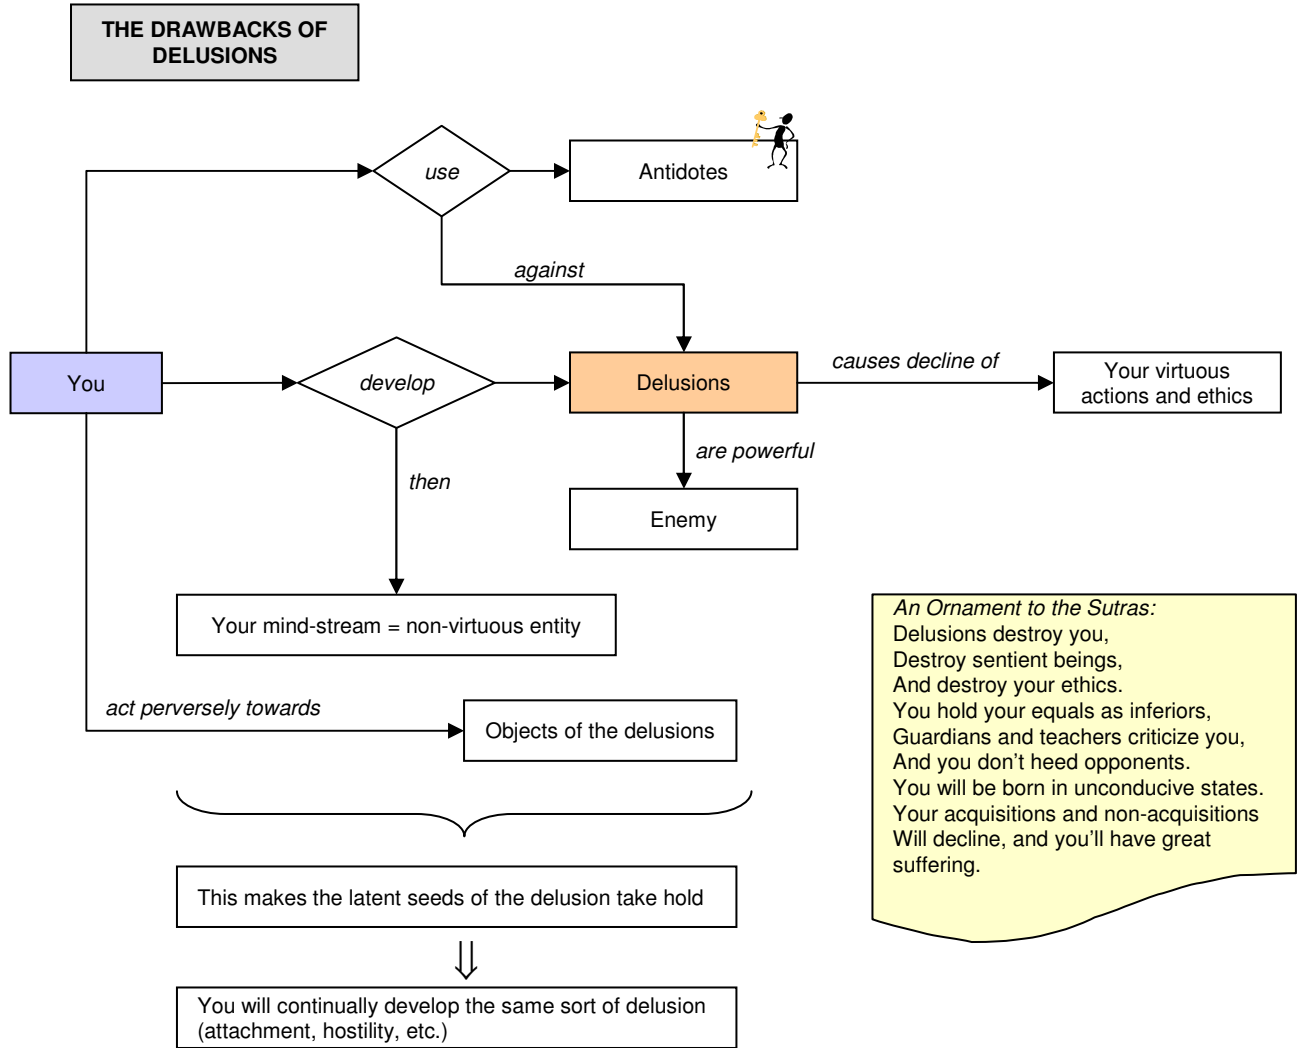 THE DRAWBACKS OF
DELUSIONS
use
Antidotes
against
You
develop
Delusions
causes decline of
Your virtuous
actions and ethics
are powerful
then
Enemy
Your mind-stream = non-virtuous entity
act perversely towards
Objects of the delusions
An Ornament to the Sutras:
Delusions destroy you,
Destroy sentient beings,
And destroy your ethics.
You hold your equals as inferiors,
Guardians and teachers criticize you,
And you don’t heed opponents.
You will be born in unconducive states.
Your acquisitions and non-acquisitions
Will decline, and you’ll have great
suffering.
This makes the latent seeds of the delusion take hold
You will continually develop the same sort of delusion
(attachment, hostility, etc.)